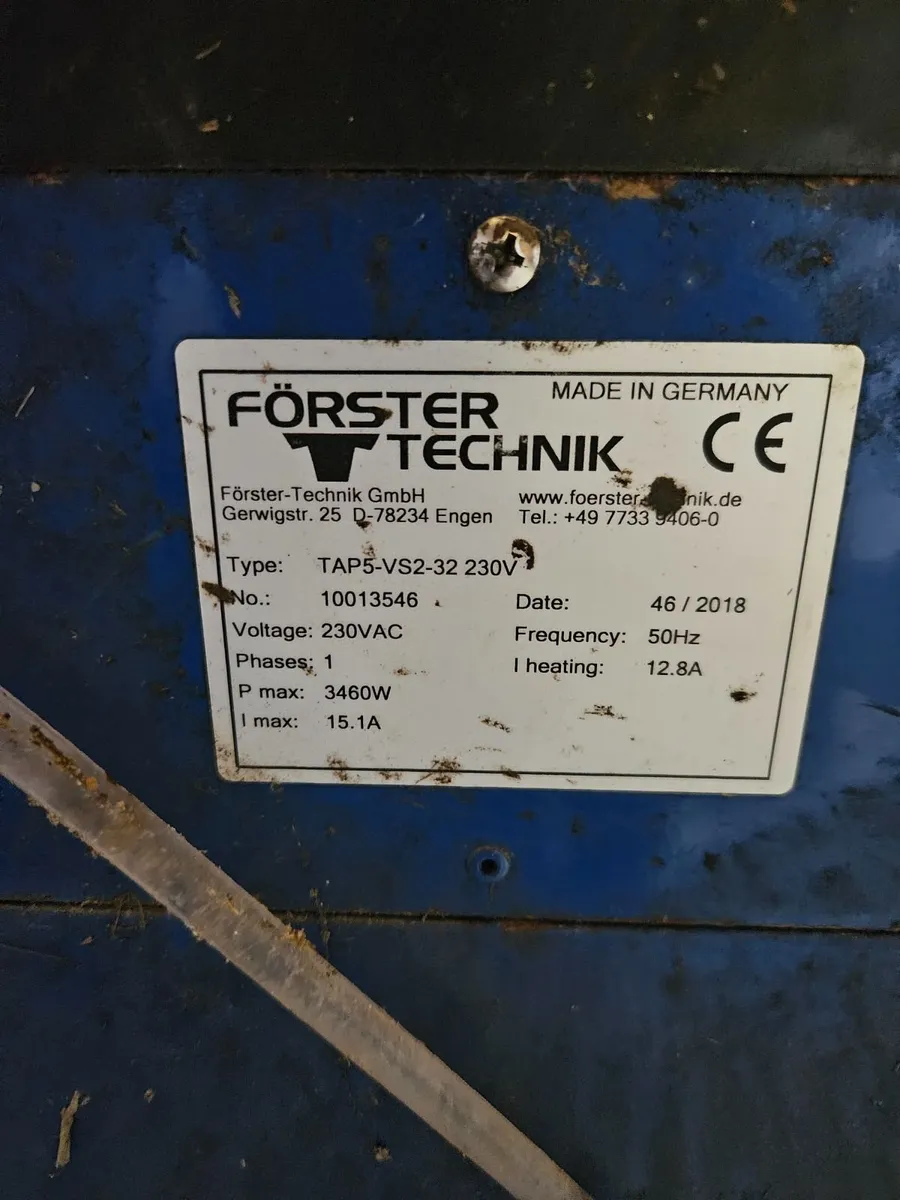 FÖRSTER
TECHNIK
MADE IN GERMANY
CE
Förster-Technik GmbH
Gerwigstr. 25 D-78234 Engen
Tel.: +49 7733 9406-0
Type: TAP5-VS2-32 230V
No.: 10013546
Date: 46 / 2018
Voltage: 230VAC
Frequency: 50Hz
Phases: 1
I heating: 12.8A
P max: 3460W
I max: 15.1A